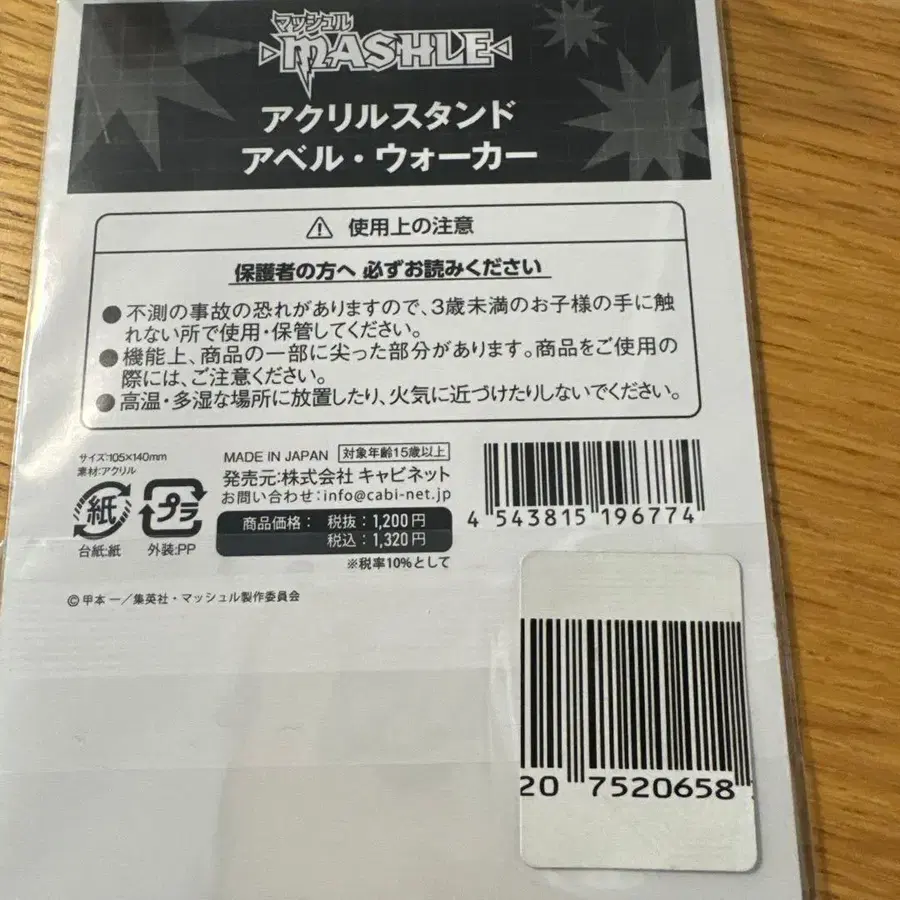 マッシュル
MASHLE
アクリルスタンド
アベル・ウォーカー
使用上の注意
保護者の方へ 必ずお読みください
●不測の事故の恐れがありますので、3歳未満のお子様の手に触
れない所で使用・保管してください。
●機能上、商品の一部に尖った部分があります。商品をご使用の
際には、ご注意ください。
●高温・多湿な場所に放置したり、火気に近づけたりしないでください。
サイズ:105×140mm
素材:アクリル
紙
プラ
台紙:紙
外装:PP
MADE IN JAPAN 対象年齢15歳以上
発売元:株式会社 キャビネット
お問い合わせ:info@cabi-net.jp
商品価格: 税抜:1,200円
税込:1,320円
※税率10%として
4 543815 196774
©甲本 一/集英社・マッシュル製作委員会
20 7520658